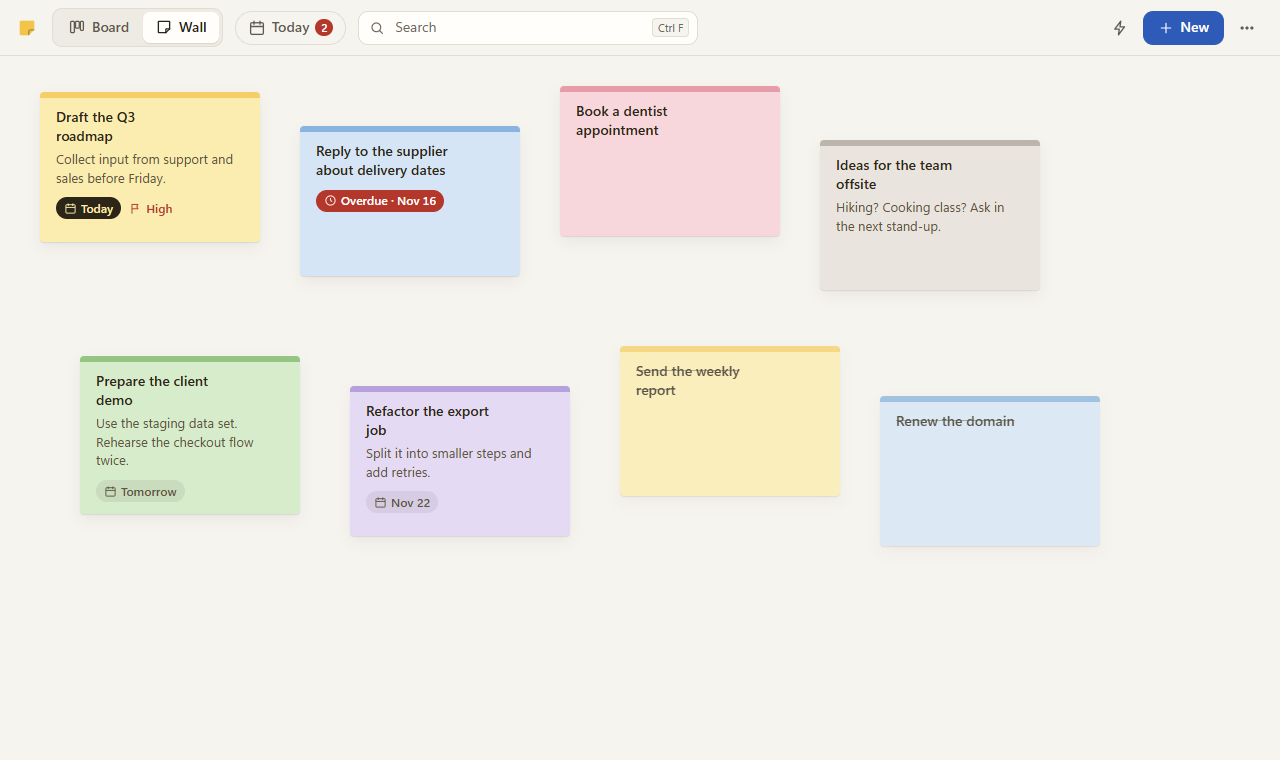 Board
Wall
Today 2
Search
Ctrl F
New
Draft the Q3
roadmap
Collect input from support and
sales before Friday.
Today
High
Reply to the supplier
about delivery dates
Overdue · Nov 16
Book a dentist
appointment
Ideas for the team
offsite
Hiking? Cooking class? Ask in
the next stand-up.
Prepare the client
demo
Use the staging data set.
Rehearse the checkout flow
twice.
Tomorrow
Refactor the export
job
Split it into smaller steps and
add retries.
Nov 22
Send the weekly
report
Renew the domain